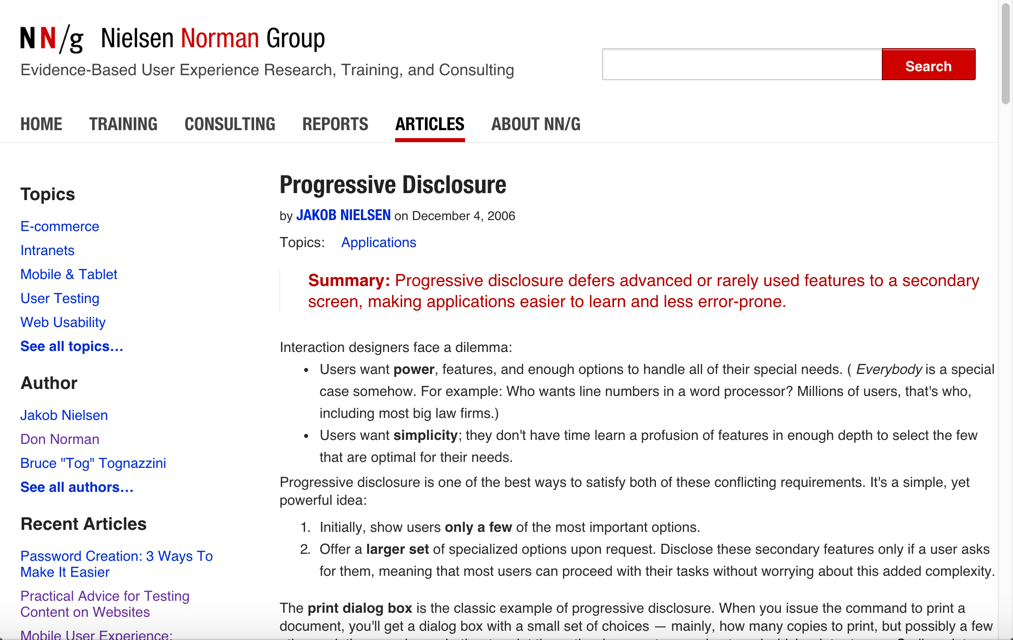 NN/g Nielsen Norman Group
Evidence-Based User Experience Research, Training, and Consulting
Search
HOME TRAINING CONSULTING REPORTS ARTICLES ABOUT NN/G
Topics
E-commerce
Intranets
Mobile & Tablet
User Testing
Web Usability
See all topics…
Author
Jakob Nielsen
Don Norman
Bruce "Tog" Tognazzini
See all authors…
Recent Articles
Password Creation: 3 Ways To
Make It Easier
Practical Advice for Testing
Content on Websites
Mobile User Experience:
Progressive Disclosure
by JAKOB NIELSEN on December 4, 2006
Topics: Applications
Summary: Progressive disclosure defers advanced or rarely used features to a secondary
screen, making applications easier to learn and less error-prone.
Interaction designers face a dilemma:
• Users want power, features, and enough options to handle all of their special needs. ( Everybody is a special
case somehow. For example: Who wants line numbers in a word processor? Millions of users, that's who,
including most big law firms.)
• Users want simplicity; they don't have time learn a profusion of features in enough depth to select the few
that are optimal for their needs.
Progressive disclosure is one of the best ways to satisfy both of these conflicting requirements. It's a simple, yet
powerful idea:
1. Initially, show users only a few of the most important options.
2. Offer a larger set of specialized options upon request. Disclose these secondary features only if a user asks
for them, meaning that most users can proceed with their tasks without worrying about this added complexity.
The print dialog box is the classic example of progressive disclosure. When you issue the command to print a
document, you'll get a dialog box with a small set of choices — mainly, how many copies to print, but possibly a few